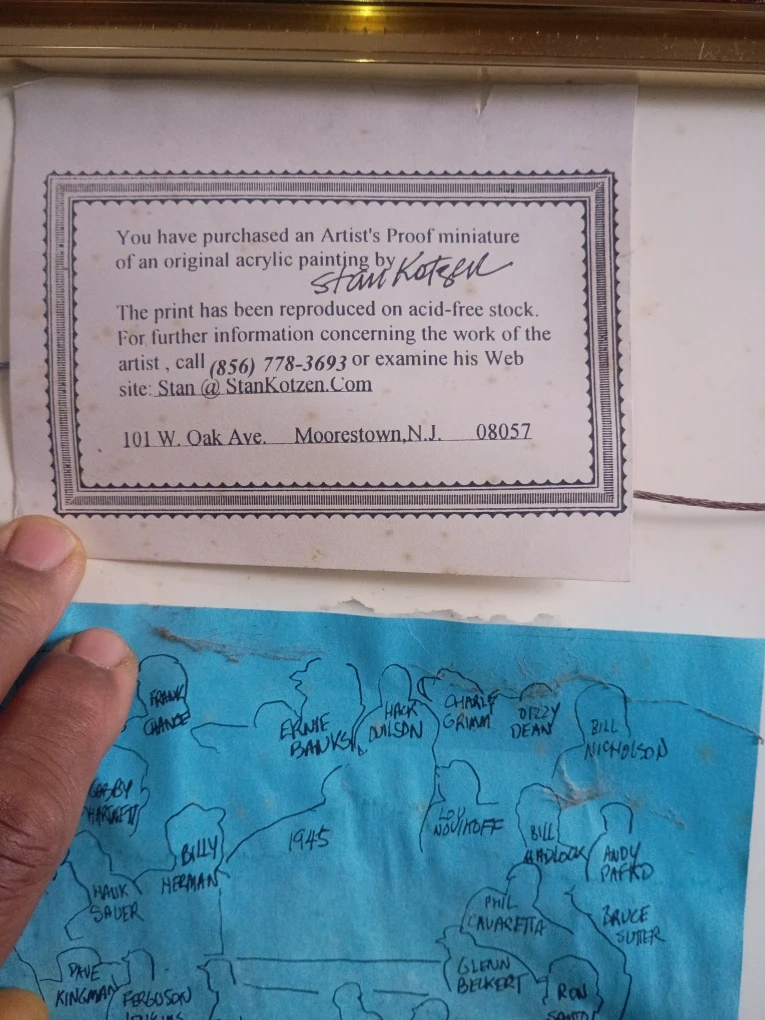 You have purchased an Artist's Proof miniature
of an original acrylic painting by
Stan Kotzen
The print has been reproduced on acid-free stock.
For further information concerning the work of the
artist , call (856) 778-3693 or examine his Web
site: Stan @ StanKotzen.Com
101 W. Oak Ave. Moorestown,N.J. 08057
FRANK
CHANCE
ERNIE
BANKS
HACK
WILSON
CHARLY
GRIMM
DIZZY
DEAN
BILL
NICHOLSON
GABBY
HARTNETT
BILLY
HERMAN
1945
LOU
NOVIKOFF
BILL
MADLOCK
ANDY
PAFKO
HANK
SAUER
PHIL
CAVARETTA
BRUCE
SUTTER
DAVE
KINGMAN
FERGUSON
JENKINS
GLENN
BECKERT
RON
SANTO